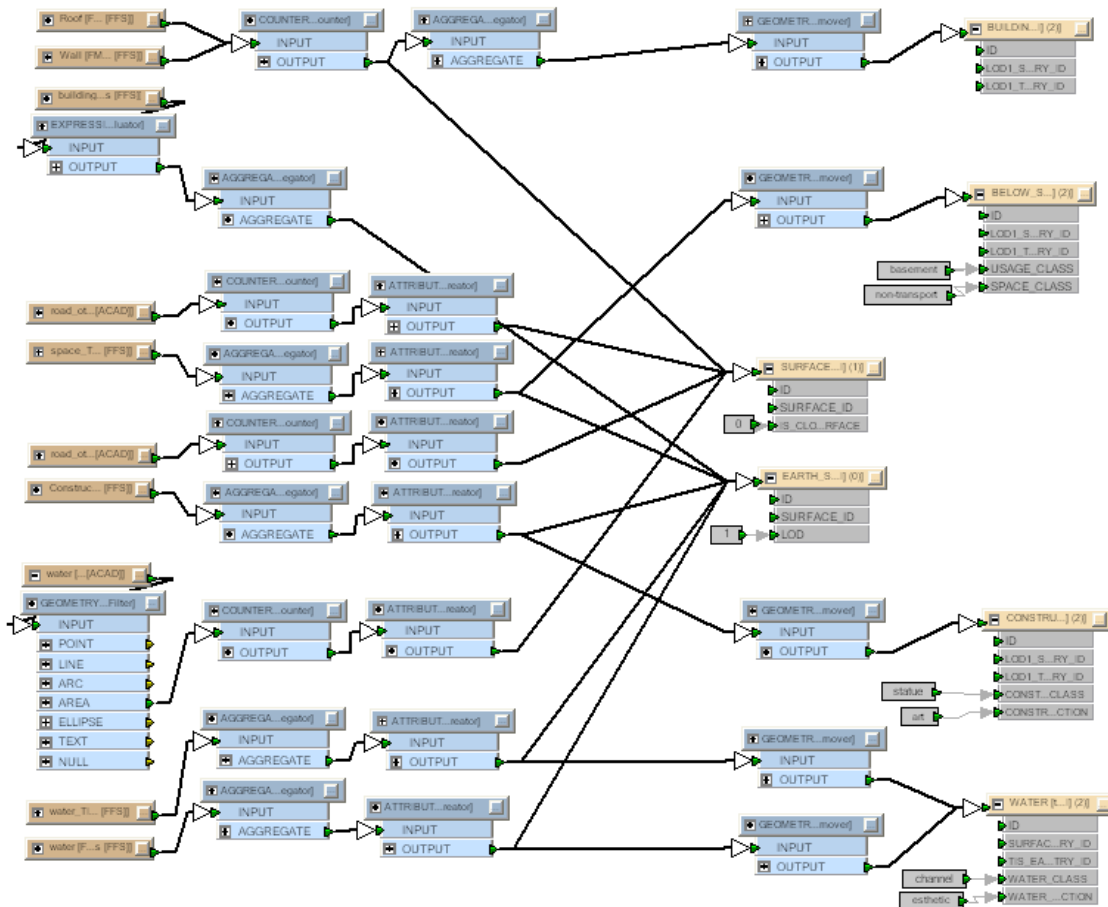 Roof [F... [FFS]]
COUNTER...ounter]
INPUT
OUTPUT
AGGREGA...egator]
INPUT
AGGREGATE
GEOMETR...mover]
INPUT
OUTPUT
BUILDIN...l] (2)]
ID
LOD1_S...RY_ID
LOD1_T...RY_ID
Wall [FM... [FFS]]
building...s [FFS]]
EXPRESSI...luator]
INPUT
OUTPUT
AGGREGA...egator]
INPUT
AGGREGATE
GEOMETR...mover]
INPUT
OUTPUT
BELOW_S...] (2)]
ID
LOD1_S...RY_ID
LOD1_T...RY_ID
USAGE_CLASS
SPACE_CLASS
basement
non-transport
road_ot...[ACAD]]
COUNTER...ounter]
INPUT
OUTPUT
ATTRIBUT...reator]
INPUT
OUTPUT
space_T... [FFS]]
AGGREGA...egator]
INPUT
AGGREGATE
ATTRIBUT...reator]
INPUT
OUTPUT
SURFACE...l] (1)]
ID
SURFACE_ID
IS_CLO...RFACE
0
road_ot...[ACAD]]
COUNTER...ounter]
INPUT
OUTPUT
ATTRIBUT...reator]
INPUT
OUTPUT
Construc... [FFS]]
AGGREGA...egator]
INPUT
AGGREGATE
ATTRIBUT...reator]
INPUT
OUTPUT
EARTH_S...l] (0)]
ID
SURFACE_ID
LOD
1
water [...[ACAD]]
GEOMETRY...Filter]
INPUT
POINT
LINE
ARC
AREA
ELLIPSE
TEXT
NULL
COUNTER...ounter]
INPUT
OUTPUT
ATTRIBUT...reator]
INPUT
OUTPUT
GEOMETR...mover]
INPUT
OUTPUT
CONSTRU...] (2)]
ID
LOD1_S...RY_ID
LOD1_T...RY_ID
CONST...CLASS
CONSTR...CTION
statue
art
water_Ti... [FFS]]
AGGREGA...egator]
INPUT
AGGREGATE
ATTRIBUT...reator]
INPUT
OUTPUT
GEOMETR...mover]
INPUT
OUTPUT
water [F...s [FFS]]
AGGREGA...egator]
INPUT
AGGREGATE
ATTRIBUT...reator]
INPUT
OUTPUT
GEOMETR...mover]
INPUT
OUTPUT
WATER [t...l] (2)]
ID
SURFAC...RY_ID
TIS_EA...TRY_ID
WATER_CLASS
WATER_...CTION
channel
esthetic